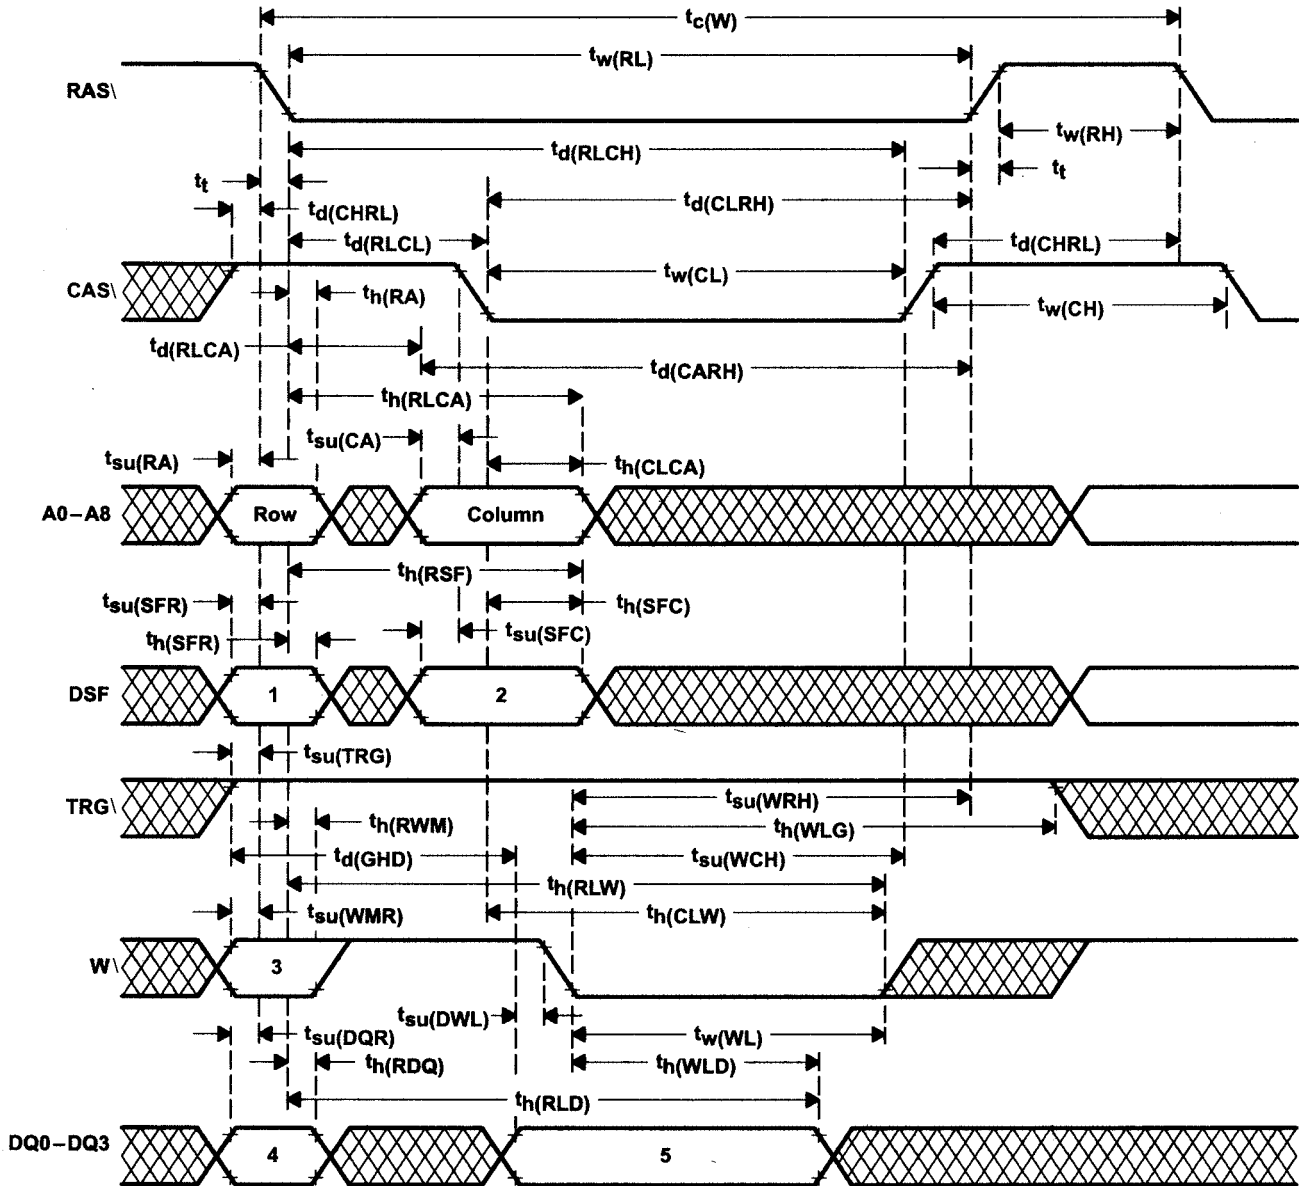 tc(W)
tw(RL)
RAS\
tw(RH)
td(RLCH)
tt
tt
td(CLRH)
td(CHRL)
td(RLCL)
td(CHRL)
tw(CL)
CAS\
th(RA)
tw(CH)
td(RLCA)
td(CARH)
th(RLCA)
tsu(CA)
tsu(RA)
th(CLCA)
A0–A8
Row
Column
th(RSF)
tsu(SFR)
th(SFC)
th(SFR)
tsu(SFC)
DSF
1
2
tsu(TRG)
TRG\
tsu(WRH)
th(RWM)
th(WLG)
td(GHD)
tsu(WCH)
th(RLW)
tsu(WMR)
th(CLW)
W\
3
tsu(DWL)
tsu(DQR)
tw(WL)
th(RDQ)
th(WLD)
th(RLD)
DQ0–DQ3
4
5